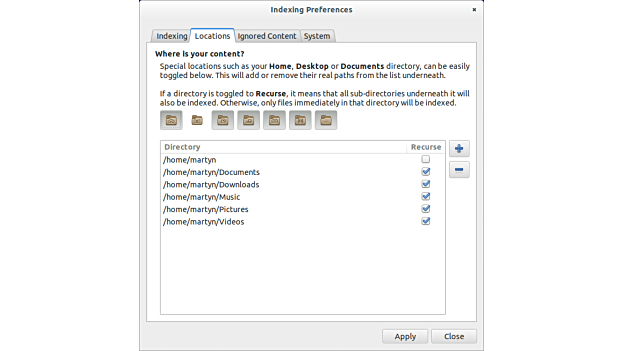 Indexing Preferences
Indexing Locations Ignored Content System
Where is your content?
Special locations such as your Home, Desktop or Documents directory, can be easily
toggled below. This will add or remove their real paths from the list underneath.
If a directory is toggled to Recurse, it means that all sub-directories underneath it will
also be indexed. Otherwise, only files immediately in that directory will be indexed.
Directory Recurse
/home/martyn
/home/martyn/Documents
/home/martyn/Downloads
/home/martyn/Music
/home/martyn/Pictures
/home/martyn/Videos
Apply Close